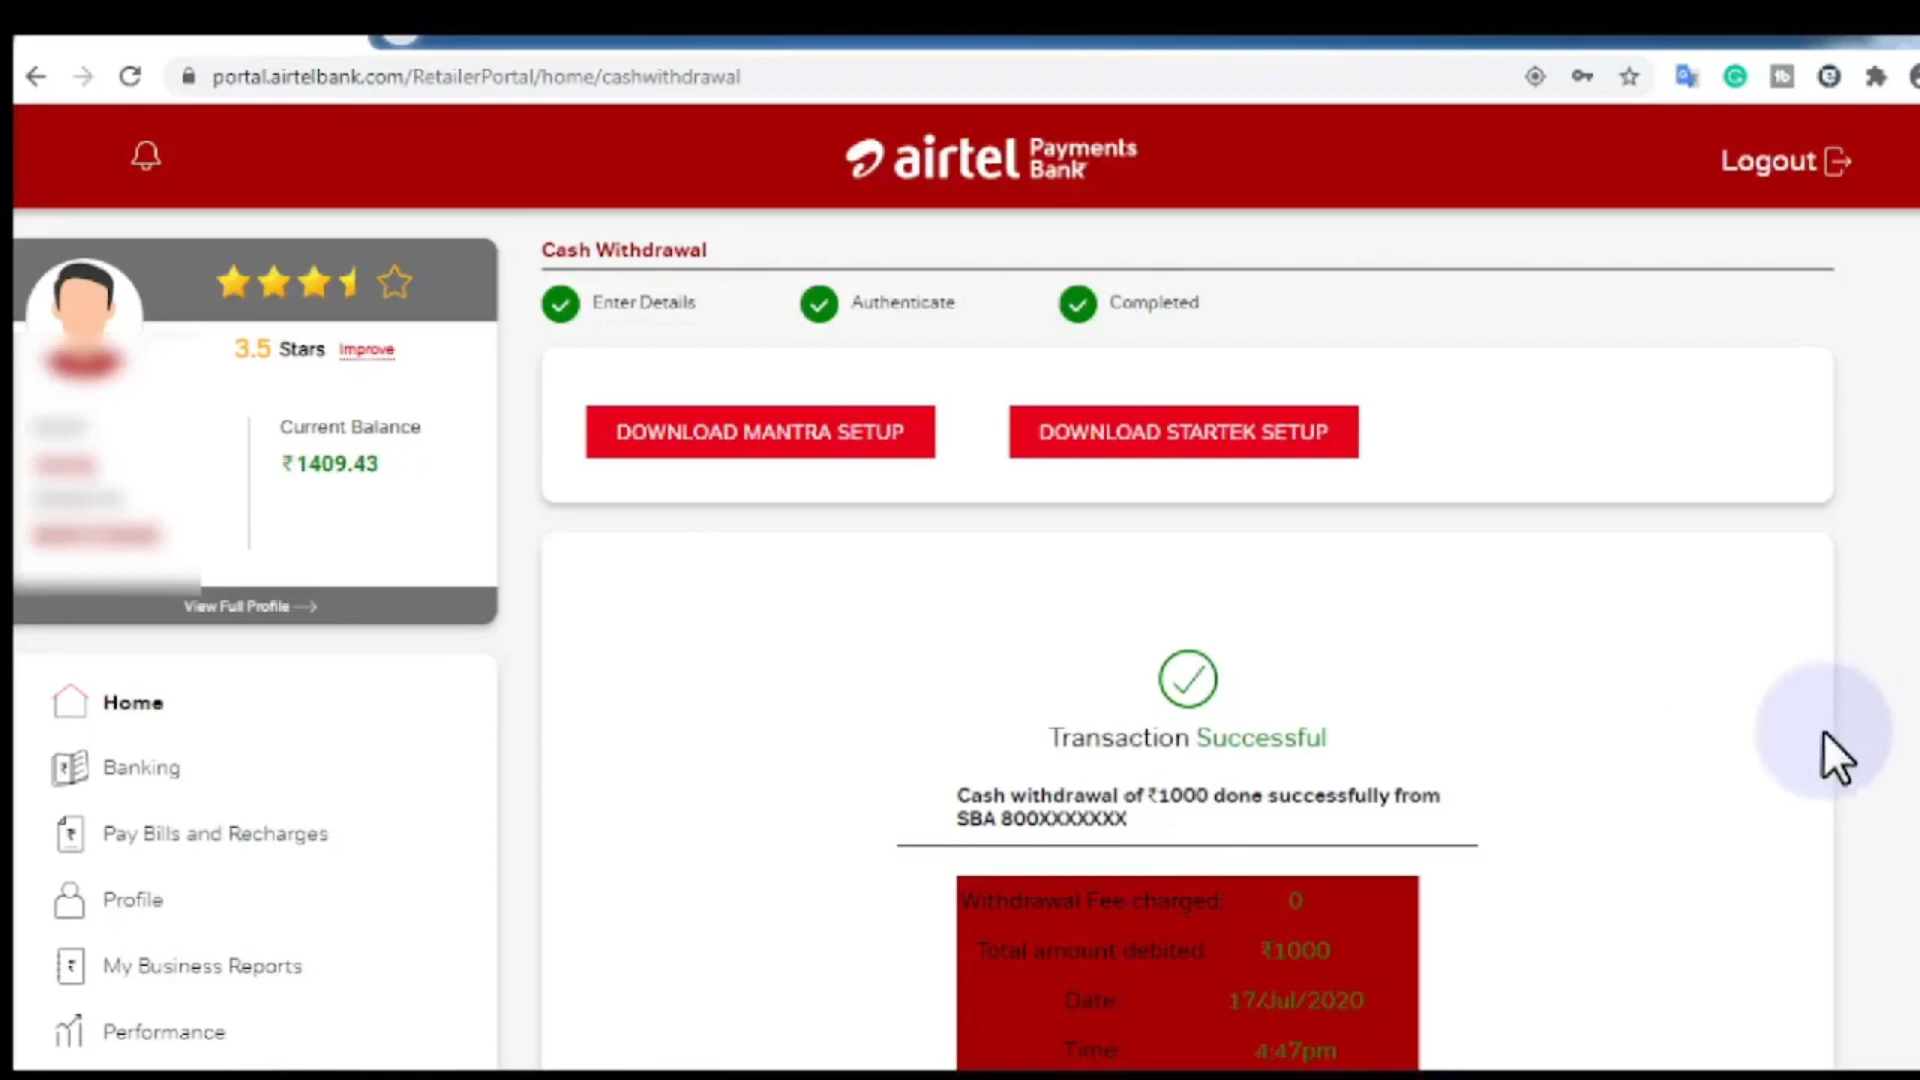 portal.airtelbank.com/RetailerPortal/home/cashwithdrawal
airtel Payments Bank
Logout
3.5 Stars Improve
Current Balance
₹1409.43
View Full Profile
Home
Banking
Pay Bills and Recharges
Profile
My Business Reports
Performance
Cash Withdrawal
Enter Details
Authenticate
Completed
DOWNLOAD MANTRA SETUP
DOWNLOAD STARTEK SETUP
Transaction Successful
Cash withdrawal of ₹1000 done successfully from
SBA 800XXXXXXX
Withdrawal Fee charged: 0
Total amount debited: ₹1000
Date: 17/Jul/2020
Time: 4:47pm